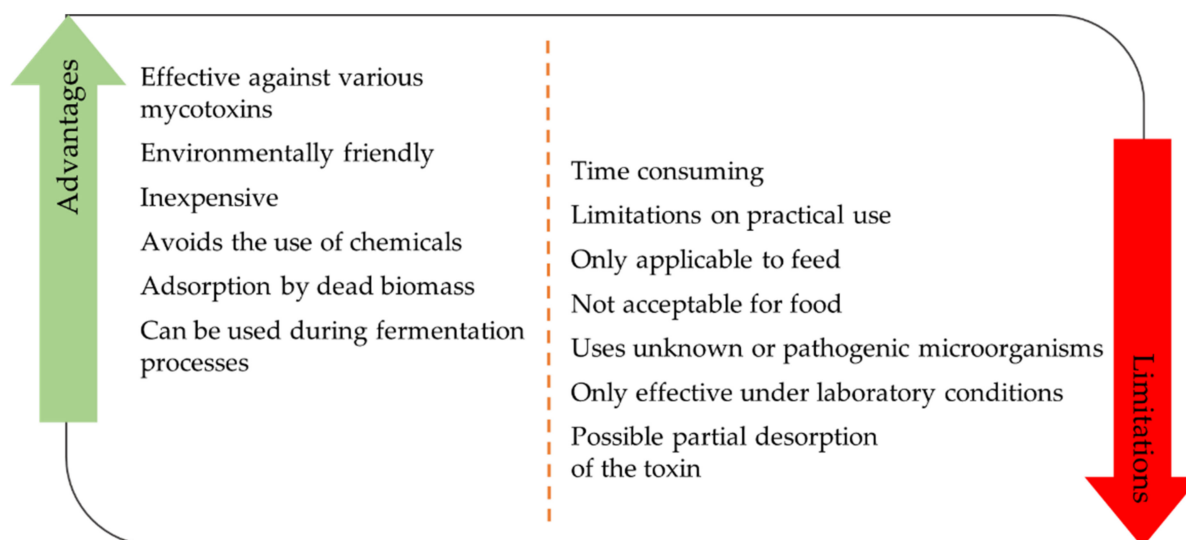 Advantages
Effective against various
mycotoxins
Environmentally friendly
Inexpensive
Avoids the use of chemicals
Adsorption by dead biomass
Can be used during fermentation
processes
Time consuming
Limitations on practical use
Only applicable to feed
Not acceptable for food
Uses unknown or pathogenic microorganisms
Only effective under laboratory conditions
Possible partial desorption
of the toxin
Limitations